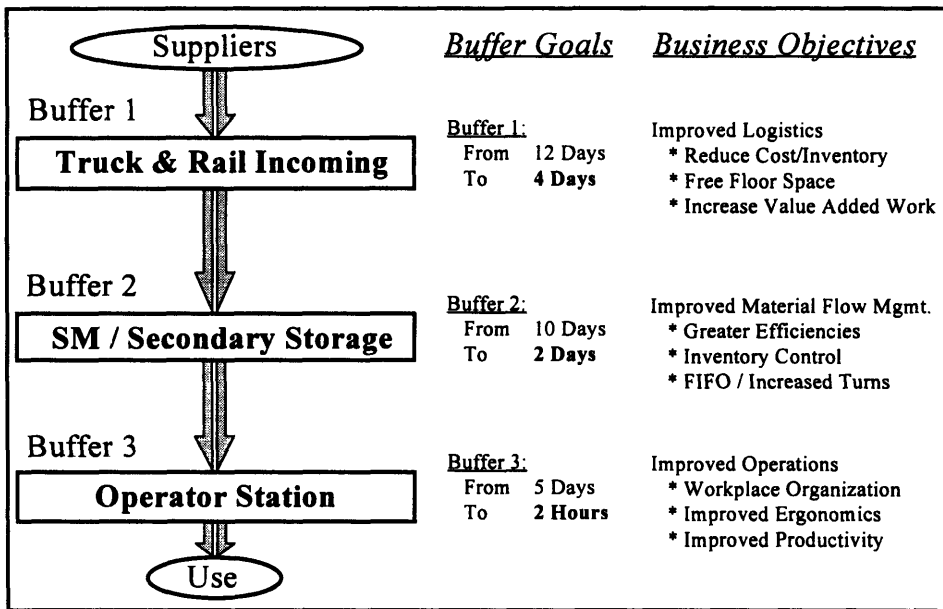 Suppliers
Buffer 1
Truck & Rail Incoming
Buffer 2
SM / Secondary Storage
Buffer 3
Operator Station
Use
Buffer Goals
Buffer 1:
From 12 Days
To 4 Days
Buffer 2:
From 10 Days
To 2 Days
Buffer 3:
From 5 Days
To 2 Hours
Business Objectives
Improved Logistics
* Reduce Cost/Inventory
* Free Floor Space
* Increase Value Added Work
Improved Material Flow Mgmt.
* Greater Efficiencies
* Inventory Control
* FIFO / Increased Turns
Improved Operations
* Workplace Organization
* Improved Ergonomics
* Improved Productivity